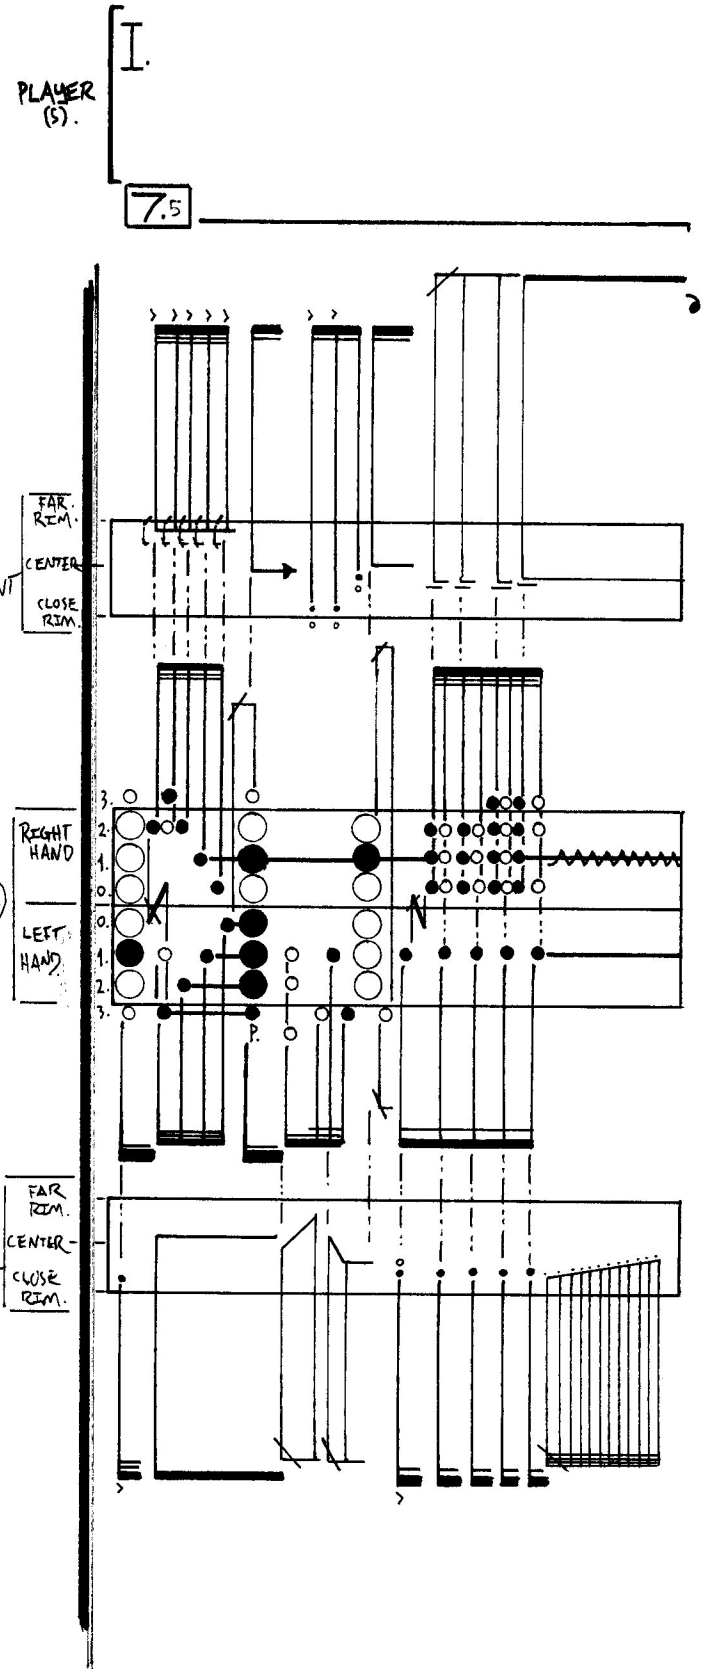 I.
PLAYER
(S).
7.5
FAR
RIM.
CENTER
CLOSE
RIM.
3.
2.
1.
0.
RIGHT
HAND
0.
1.
2.
3.
LEFT
HAND
P.
FAR
RIM.
CENTER
CLOSE
RIM.